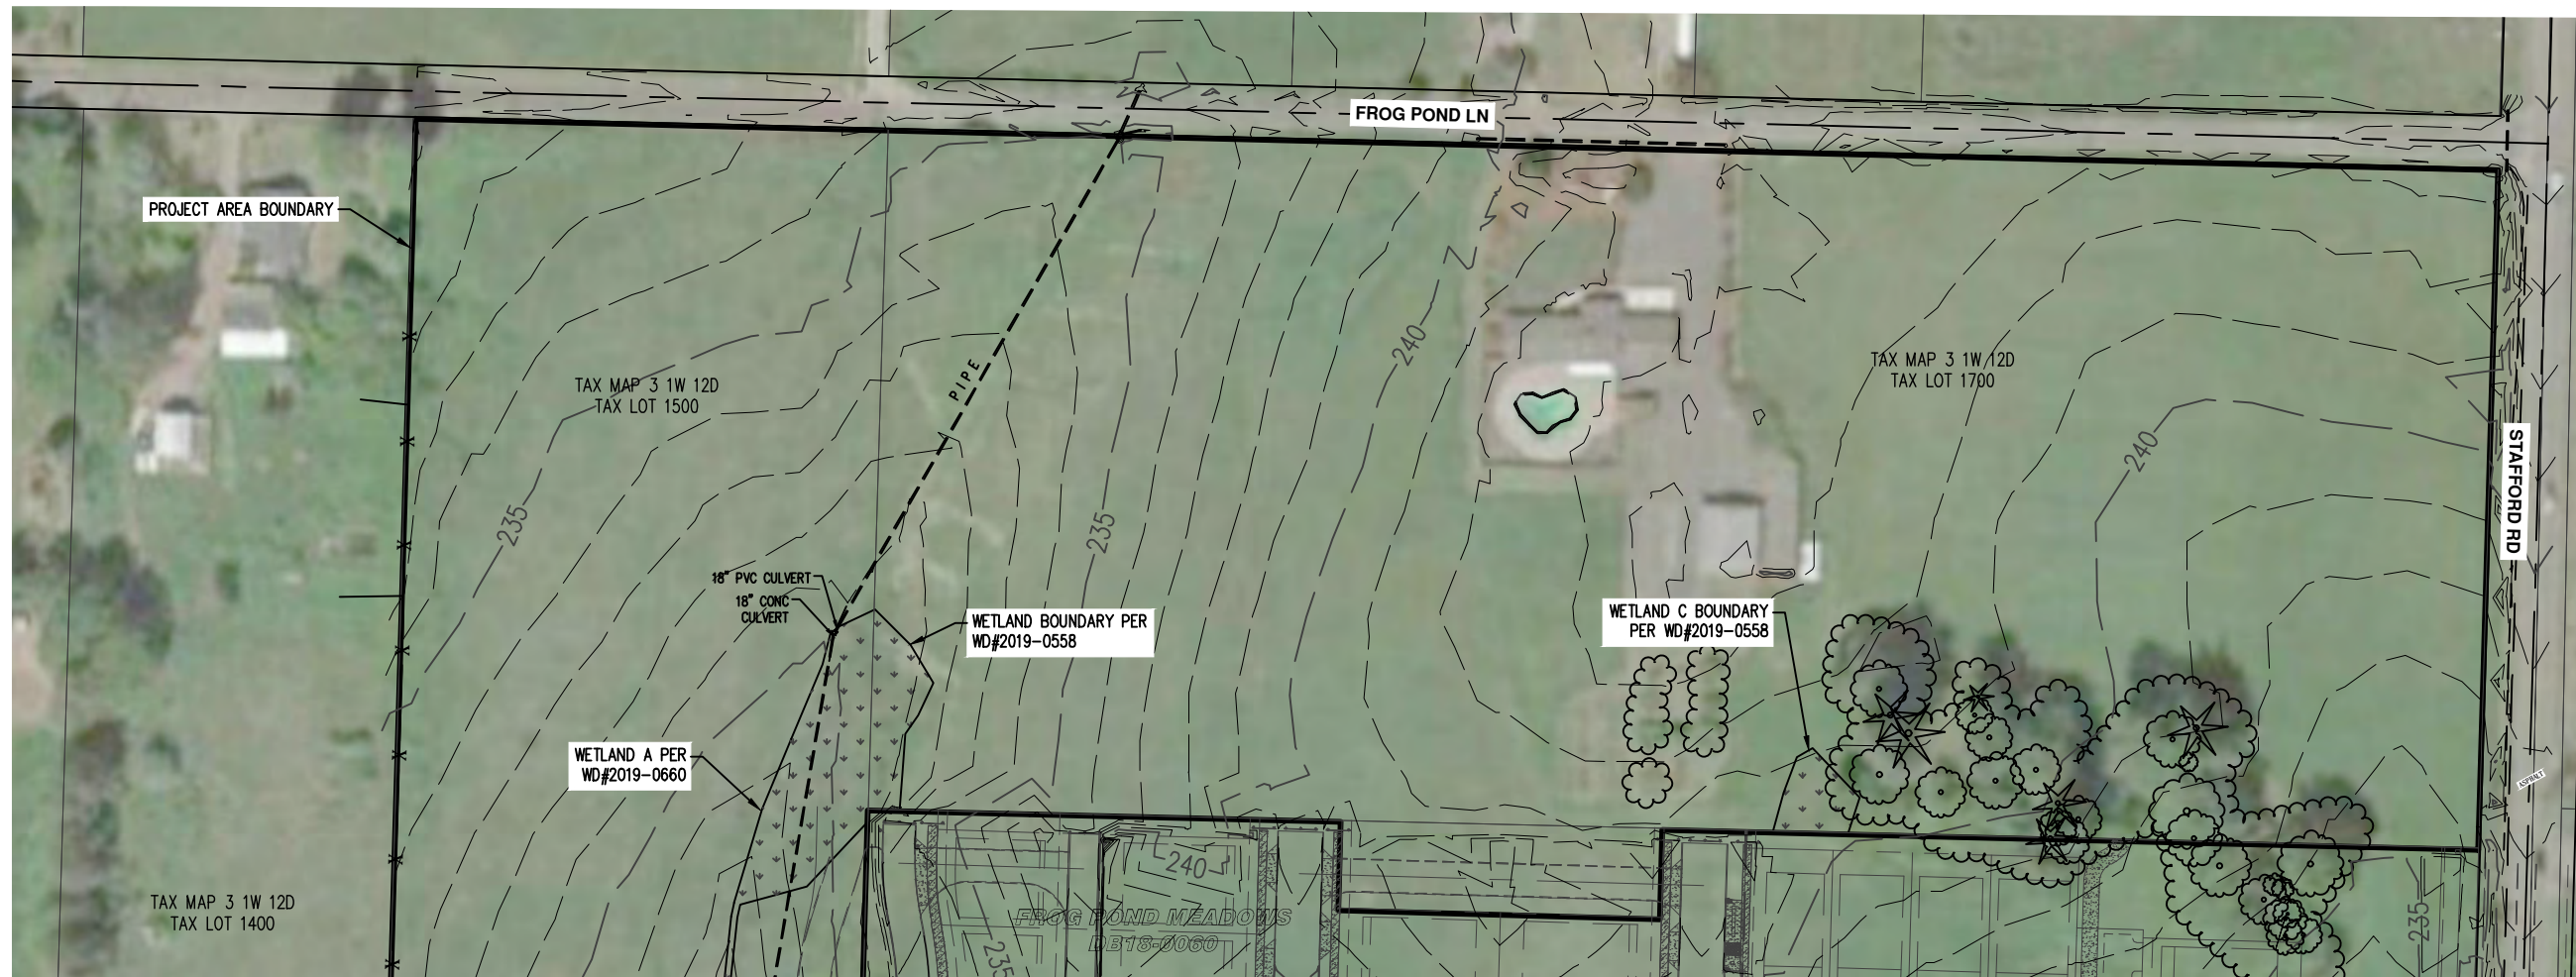 FROG POND LN
PROJECT AREA BOUNDARY
TAX MAP 3 1W 12D
TAX LOT 1500
PIPE
240
TAX MAP 3 1W 12D
TAX LOT 1700
240
STAFFORD RD
235
235
18" PVC CULVERT
18" CONC
CULVERT
WETLAND BOUNDARY PER
WD#2019-0558
WETLAND C BOUNDARY
PER WD#2019-0558
WETLAND A PER
WD#2019-0660
ASPHALT
240
TAX MAP 3 1W 12D
TAX LOT 1400
FROG POND MEADOWS
DB18-0060
235
235